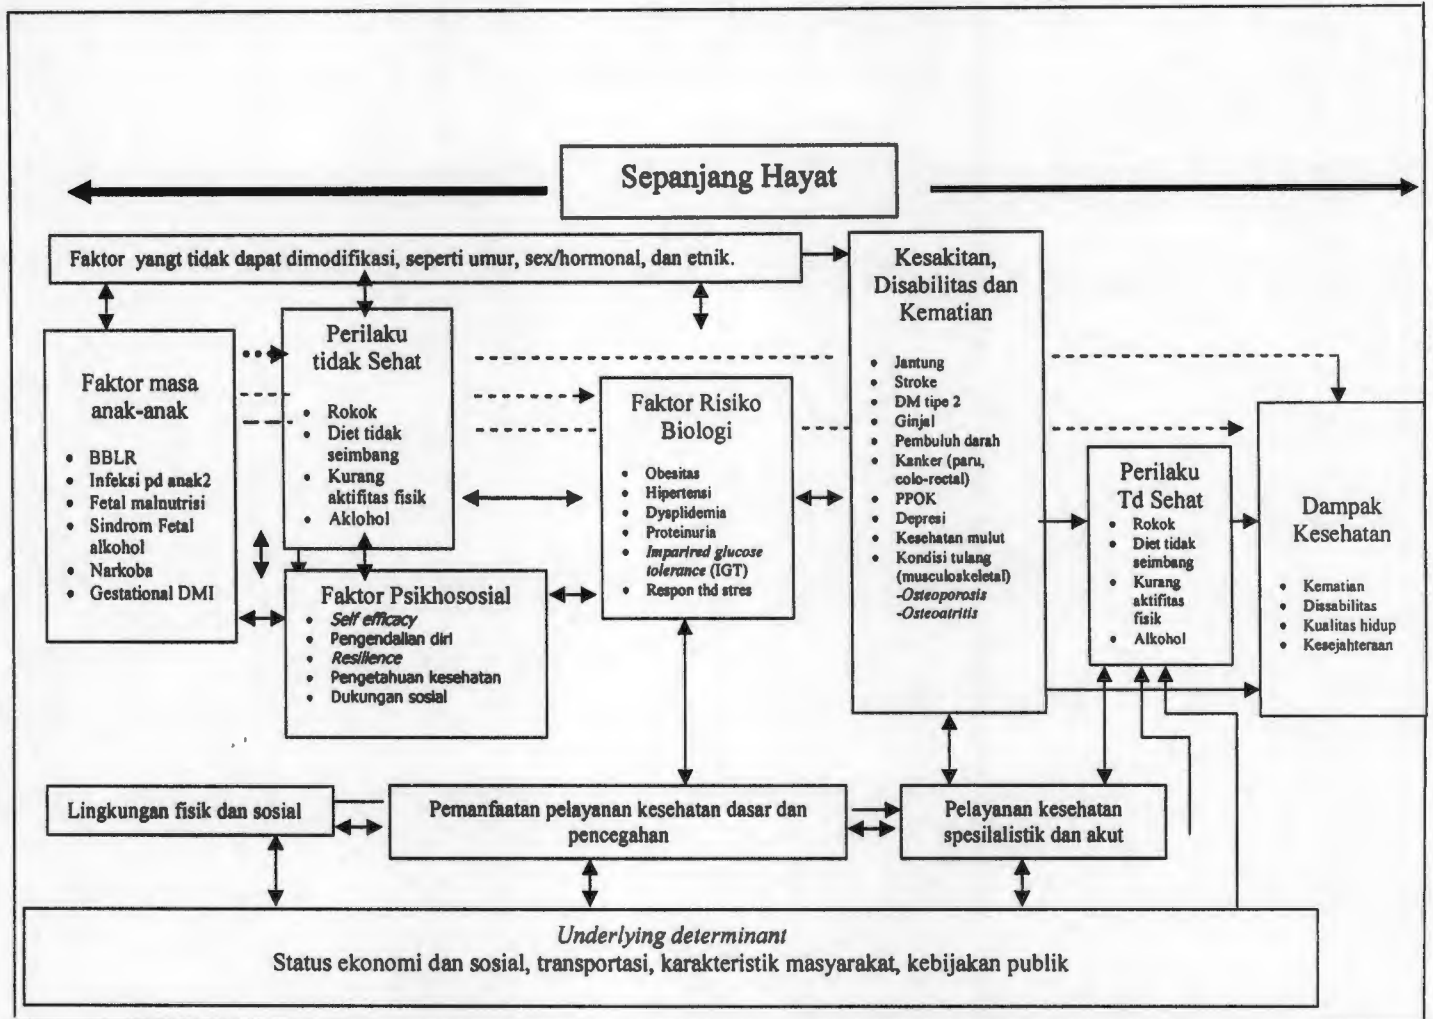 Sepanjang Hayat
Faktor yangt tidak dapat dimodifikasi, seperti umur, sex/hormonal, dan etnik.
Faktor masa
anak-anak
• BBLR
• Infeksi pd anak2
• Fetal malnutrisi
• Sindrom Fetal
alkohol
• Narkoba
• Gestational DMI
Perilaku
tidak Sehat
• Rokok
• Diet tidak
seimbang
• Kurang
aktifitas fisik
• Aklohol
Faktor Psikhososial
• Self efficacy
• Pengendalian diri
• Resilience
• Pengetahuan kesehatan
• Dukungan sosial
Faktor Risiko
Biologi
• Obesitas
• Hipertensi
• Dysplidemia
• Proteinuria
• Impartred glucose
tolerance (IGT)
• Respon thd stres
Kesakitan,
Disabilitas dan
Kematian
• Jantung
• Stroke
• DM tipe 2
• Ginjal
• Pembuluh darah
• Kanker (paru,
colo-rectal)
• PPOK
• Depresi
• Kesehatan mulut
• Kondisi tulang
(musculoskeletal)
-Osteoporosis
-Osteoatritis
Perilaku
Td Sehat
• Rokok
• Diet tidak
seimbang
• Kurang
aktifitas
fisik
• Alkohol
Dampak
Kesehatan
• Kematian
• Dissabilitas
• Kualitas hidup
• Kesejahteraan
Lingkungan fisik dan sosial
Pemanfaatan pelayanan kesehatan dasar dan
pencegahan
Pelayanan kesehatan
spesilalistik dan akut
Underlying determinant
Status ekonomi dan sosial, transportasi, karakteristik masyarakat, kebijakan publik